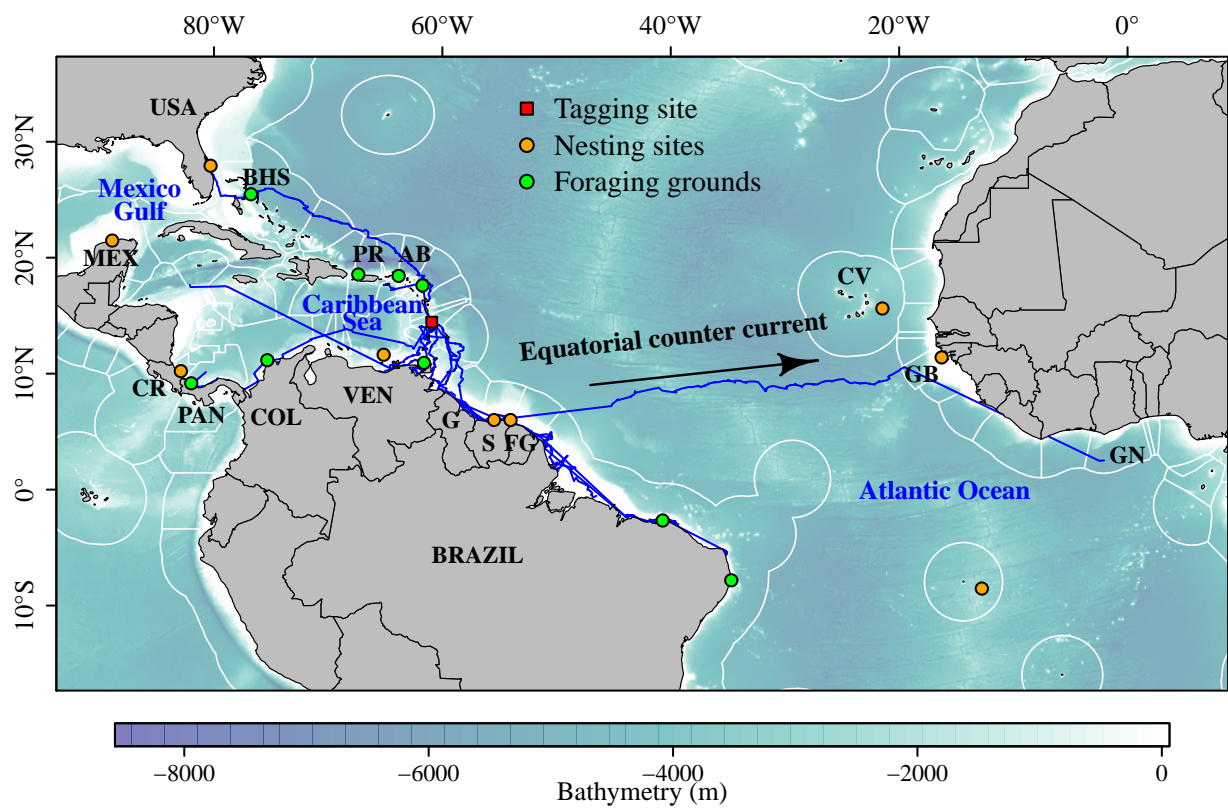 80°W 60°W 40°W 20°W 0°
30°N
20°N
10°N
0°
10°S
Tagging site
Nesting sites
Foraging grounds
USA
Mexico
Gulf
BHS
MEX
PR AB
CV
Caribbean
Sea
Equatorial counter current
CR
PAN
COL
VEN
G
S FG
GB
GN
Atlantic Ocean
BRAZIL
−8000 −6000 −4000 −2000 0
Bathymetry (m)